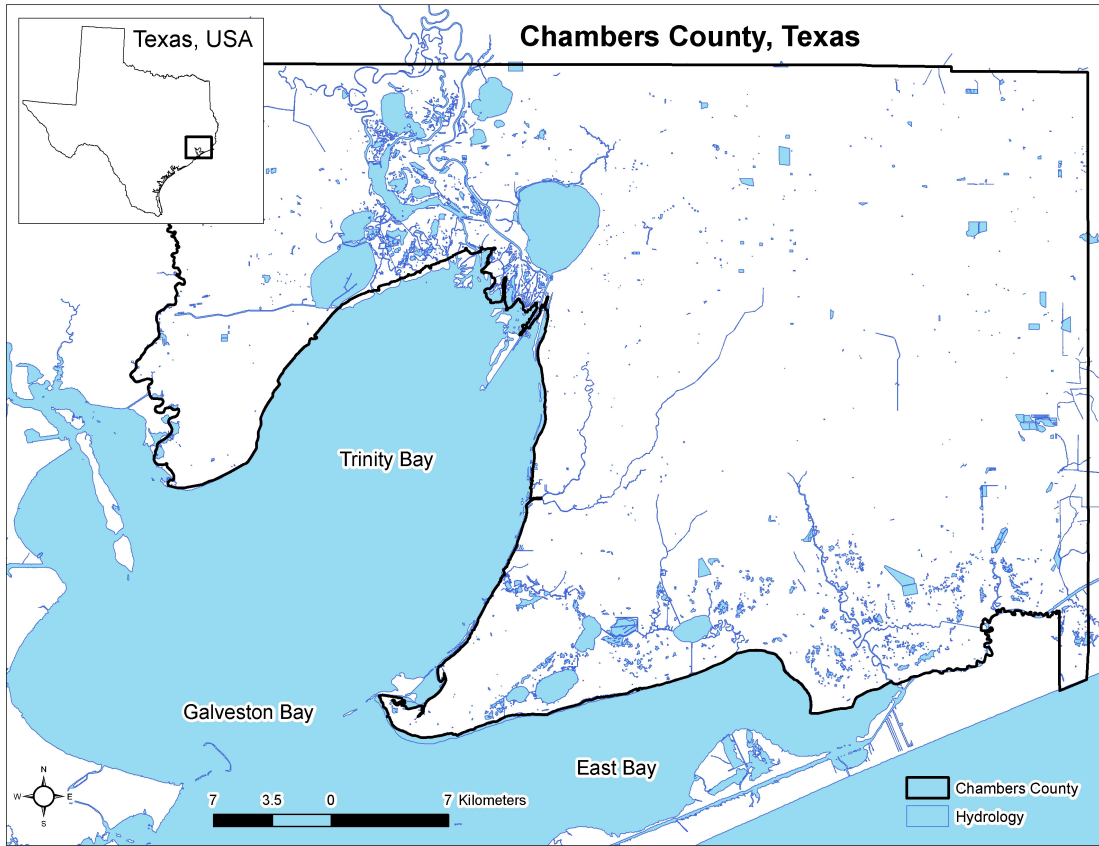 Texas, USA
Chambers County, Texas
Trinity Bay
Galveston Bay
East Bay
N
W E
S
7 3.5 0 7 Kilometers
Chambers County
Hydrology